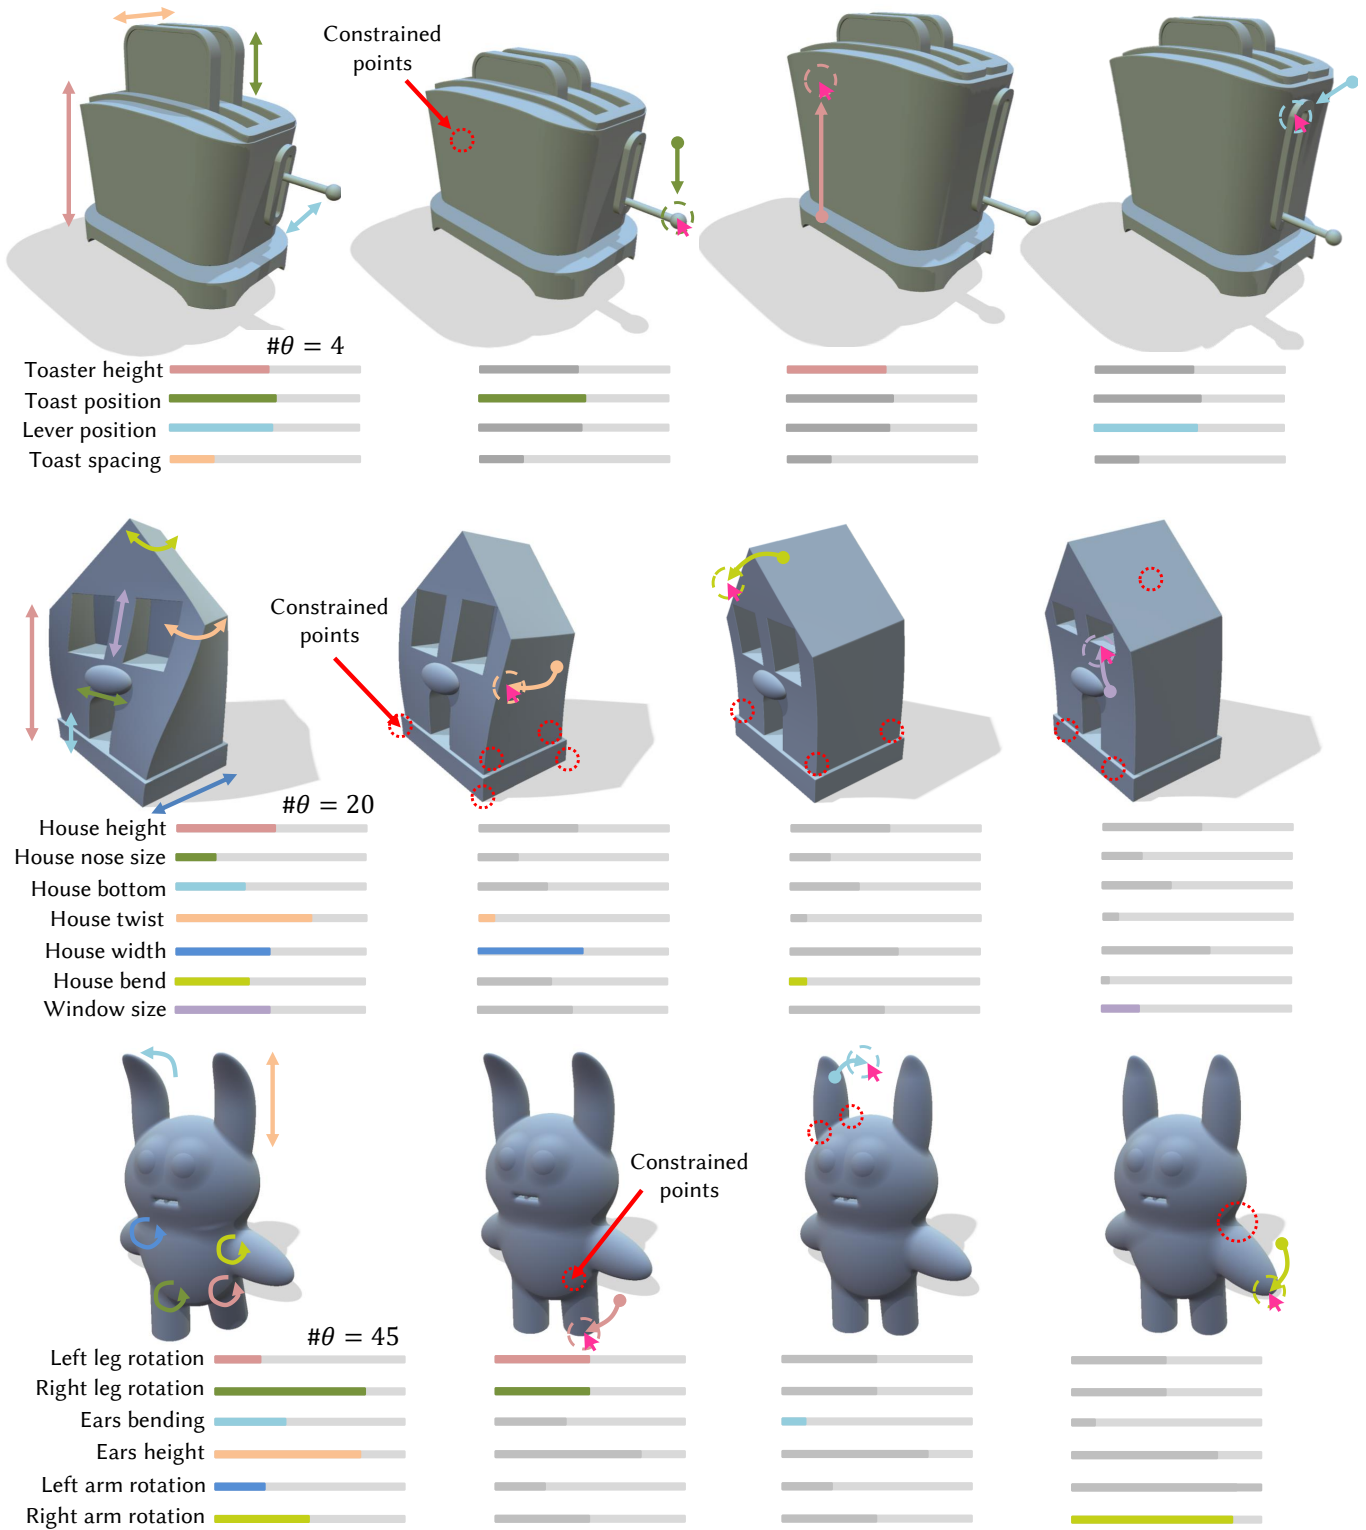 Constrained
points
#θ = 4
Toaster height
Toast position
Lever position
Toast spacing
Constrained
points
#θ = 20
House height
House nose size
House bottom
House twist
House width
House bend
Window size
Constrained
points
#θ = 45
Left leg rotation
Right leg rotation
Ears bending
Ears height
Left arm rotation
Right arm rotation